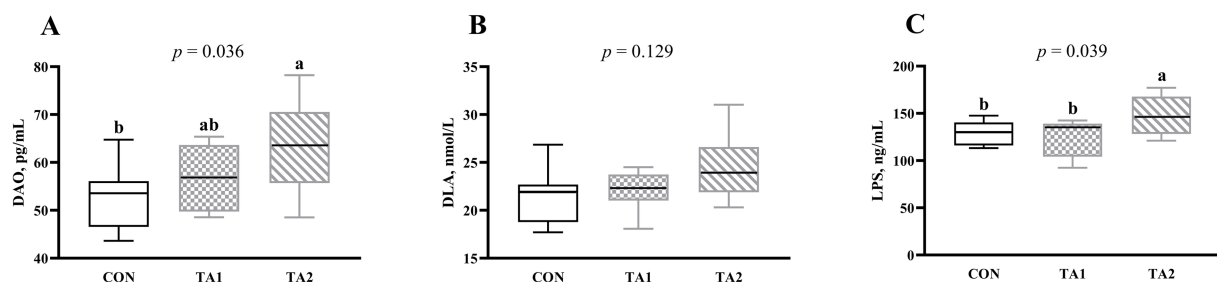 A
p = 0.036
DAO, pg/mL
80
70
60
50
40
b
ab
a
CON
TA1
TA2
B
p = 0.129
DLA, nmol/L
35
30
25
20
15
CON
TA1
TA2
C
p = 0.039
LPS, ng/mL
200
150
100
50
0
b
b
a
CON
TA1
TA2